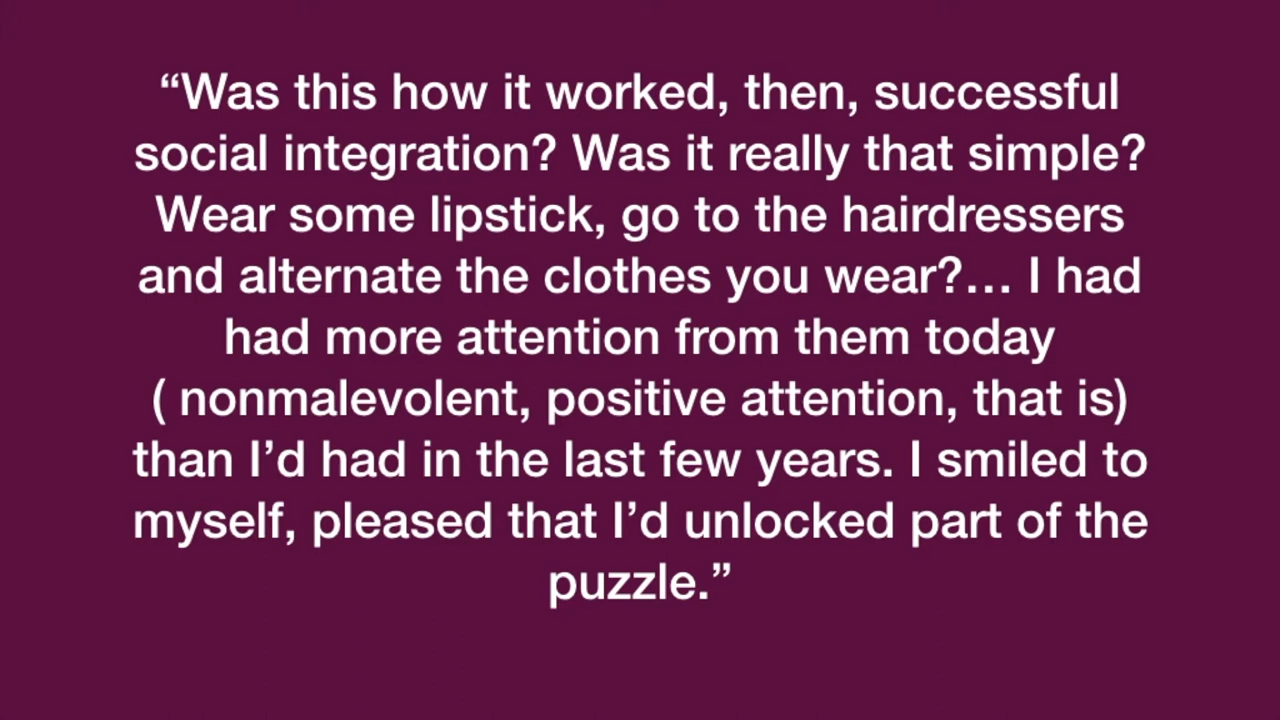 “Was this how it worked, then, successful
social integration? Was it really that simple?
Wear some lipstick, go to the hairdressers
and alternate the clothes you wear?… I had
had more attention from them today
( nonmalevolent, positive attention, that is)
than I’d had in the last few years. I smiled to
myself, pleased that I’d unlocked part of the
puzzle.”